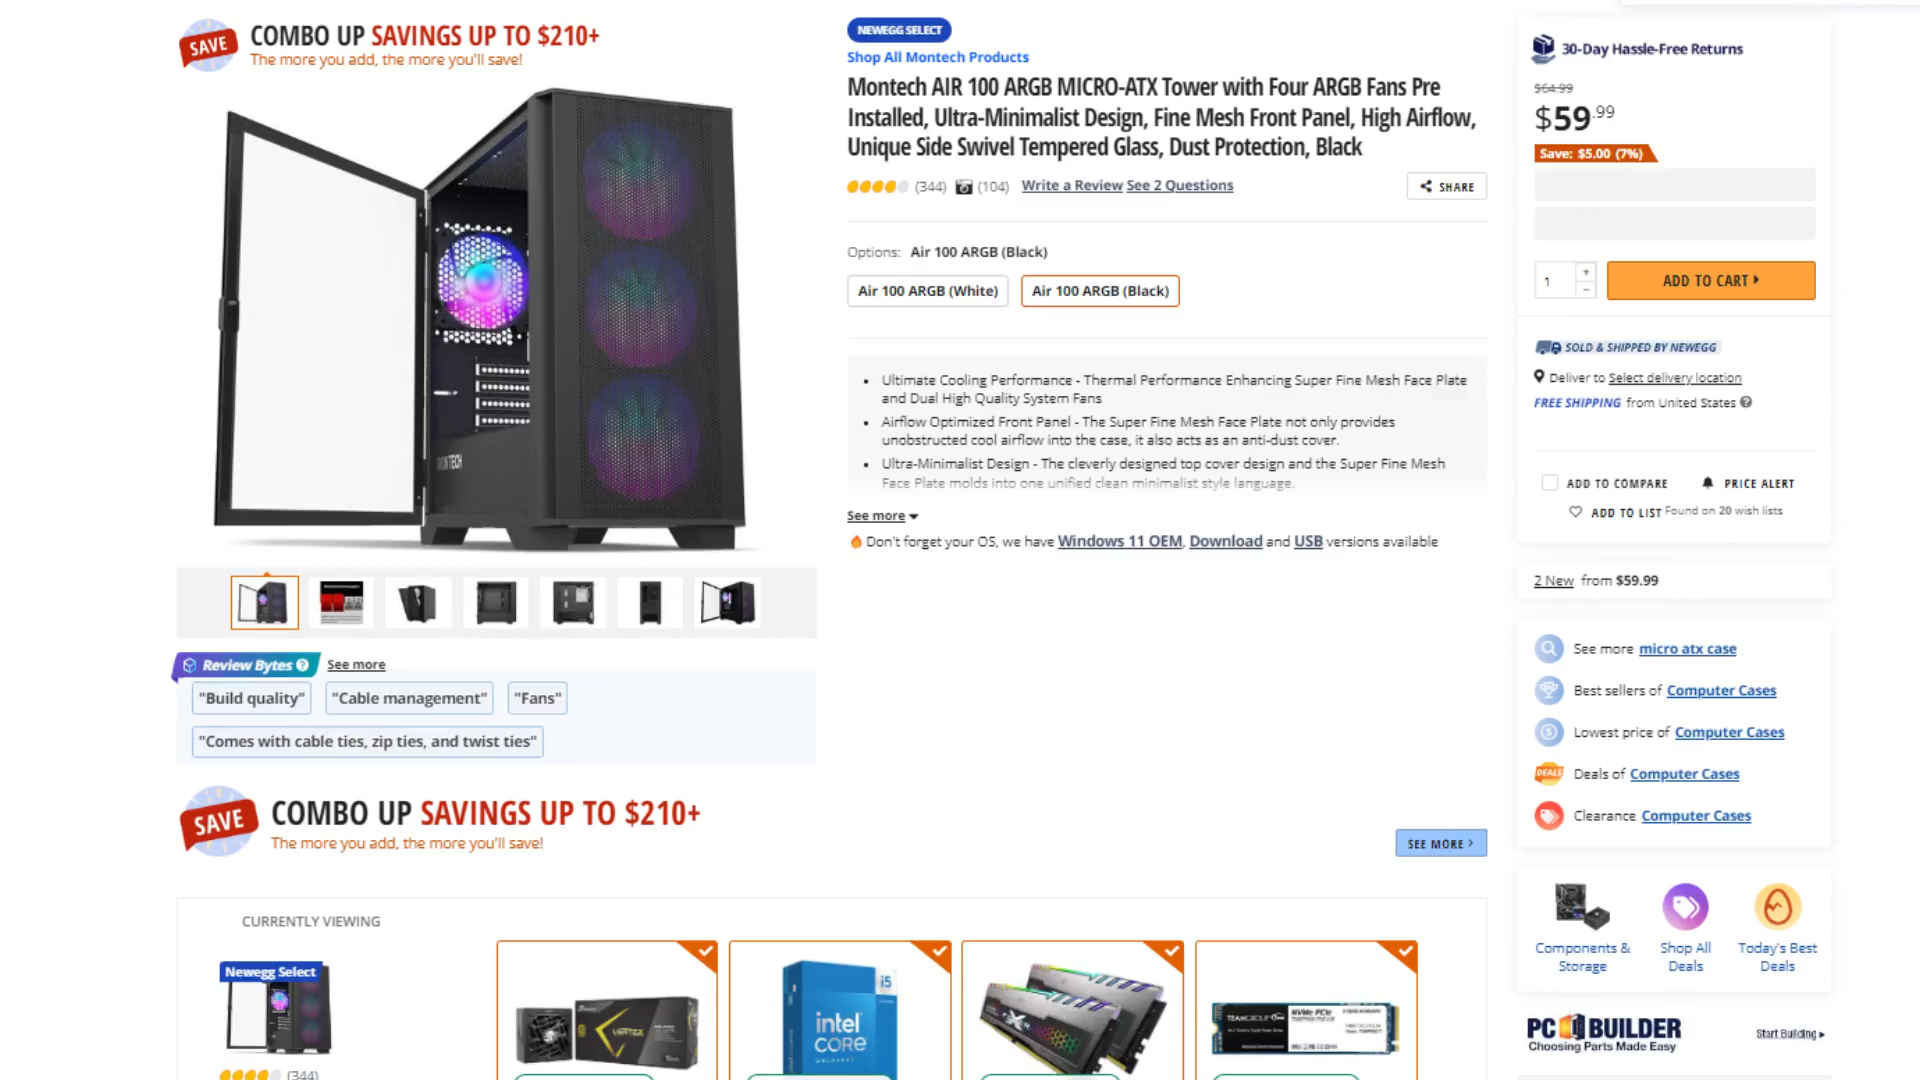 SAVE
COMBO UP SAVINGS UP TO $210+
The more you add, the more you'll save!
MONTECH
Review Bytes ?
See more
"Build quality"
"Cable management"
"Fans"
"Comes with cable ties, zip ties, and twist ties"
NEWEGG SELECT
Shop All Montech Products
Montech AIR 100 ARGB MICRO-ATX Tower with Four ARGB Fans Pre
Installed, Ultra-Minimalist Design, Fine Mesh Front Panel, High Airflow,
Unique Side Swivel Tempered Glass, Dust Protection, Black
(344) (104) Write a Review See 2 Questions
SHARE
Options: Air 100 ARGB (Black)
Air 100 ARGB (White)
Air 100 ARGB (Black)
• Ultimate Cooling Performance - Thermal Performance Enhancing Super Fine Mesh Face Plate
and Dual High Quality System Fans
• Airflow Optimized Front Panel - The Super Fine Mesh Face Plate not only provides
unobstructed cool airflow into the case, it also acts as an anti-dust cover.
• Ultra-Minimalist Design - The cleverly designed top cover design and the Super Fine Mesh
Face Plate molds into one unified clean minimalist style language.
See more
Don't forget your OS, we have Windows 11 OEM, Download and USB versions available
30-Day Hassle-Free Returns
$64.99
$59.99
Save: $5.00 (7%)
1
+
−
ADD TO CART
SOLD & SHIPPED BY NEWEGG
Deliver to Select delivery location
FREE SHIPPING from United States ?
ADD TO COMPARE
PRICE ALERT
ADD TO LIST Found on 20 wish lists
2 New from $59.99
See more micro atx case
Best sellers of Computer Cases
Lowest price of Computer Cases
DEALS
Deals of Computer Cases
Clearance Computer Cases
Components &
Storage
Shop All
Deals
Today's Best
Deals
PC BUILDER
Choosing Parts Made Easy
Start Building
SAVE
COMBO UP SAVINGS UP TO $210+
The more you add, the more you'll save!
SEE MORE
CURRENTLY VIEWING
Newegg Select
(344)
VERTEX
i5
intel
CORE
TEAMGROUP
NVMe PCIe